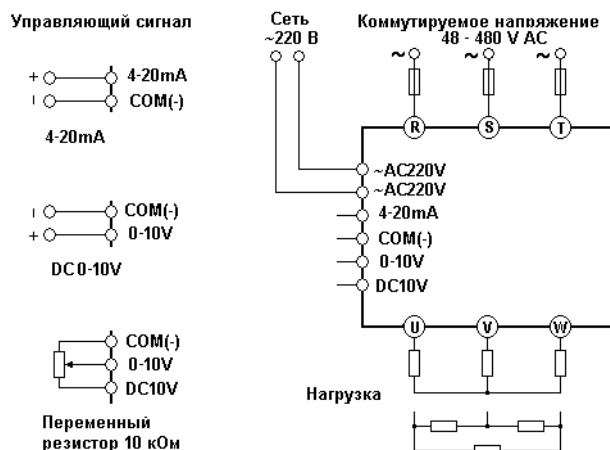 Управляющий сигнал
+ 4-20mA
- COM(-)
4-20mA
- COM(-)
+ 0-10V
DC 0-10V
COM(-)
0-10V
DC10V
Переменный
резистор 10 кОм
Сеть
~220 В
Коммутируемое напряжение
48 - 480 V AC
~ ~ ~
R S T
~AC220V
~AC220V
4-20mA
COM(-)
0-10V
DC10V
U V W
Нагрузка